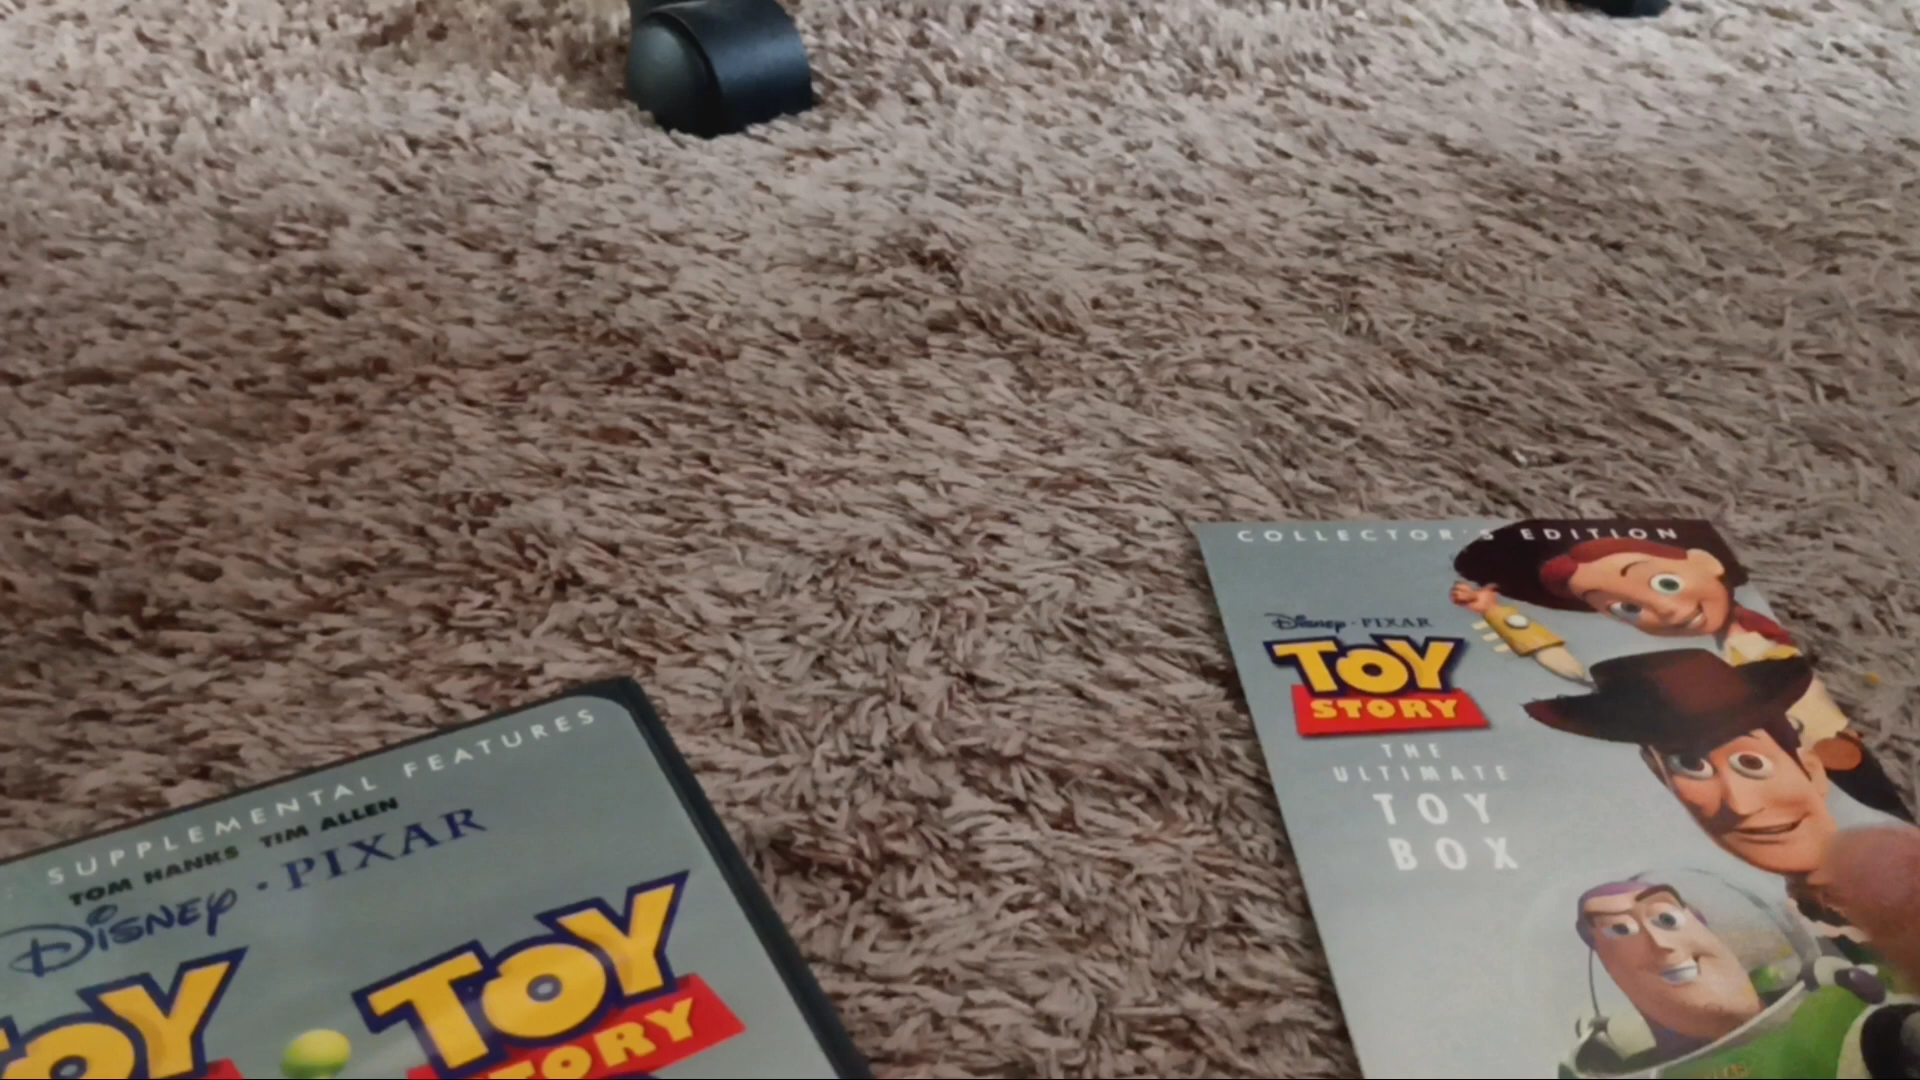 SUPPLEMENTAL FEATURES
TOM HANKS TIM ALLEN
DISNEY · PIXAR
TOY
TOY
STORY
COLLECTOR'S EDITION
Disney · PIXAR
TOY
STORY
THE
ULTIMATE
TOY
BOX